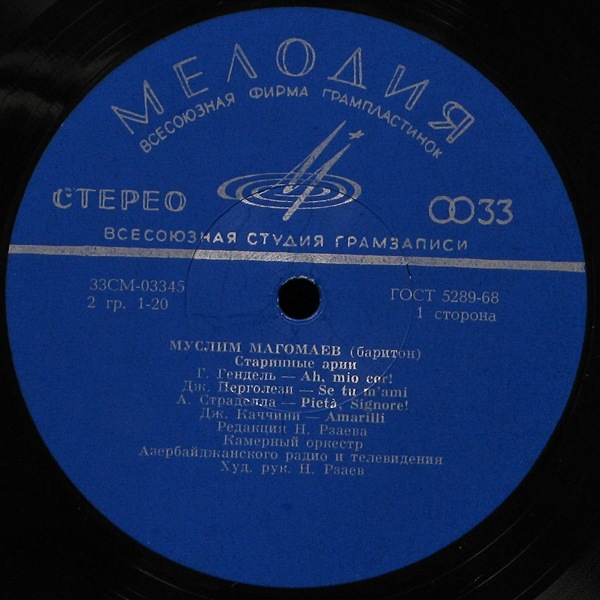 МЕЛОДИЯ
ВСЕСОЮЗНАЯ ФИРМА ГРАМПЛАСТИНОК
СТЕРЕО
33
ВСЕСОЮЗНАЯ СТУДИЯ ГРАМЗАПИСИ
33СМ-03345
ГОСТ 5289-68
2 гр. 1-20
1 сторона
МУСЛИМ МАГОМАЕВ (баритон)
Старинные арии
Г. Гендель — Ah, mio cor!
Дж. Перголези — Se tu m'ami
А. Страделла — Pietà, Signore!
Дж. Каччини — Amarilli
Редакция Н. Рзаева
Камерный оркестр
Азербайджанского радио и телевидения
Худ. рук. Н. Рзаев